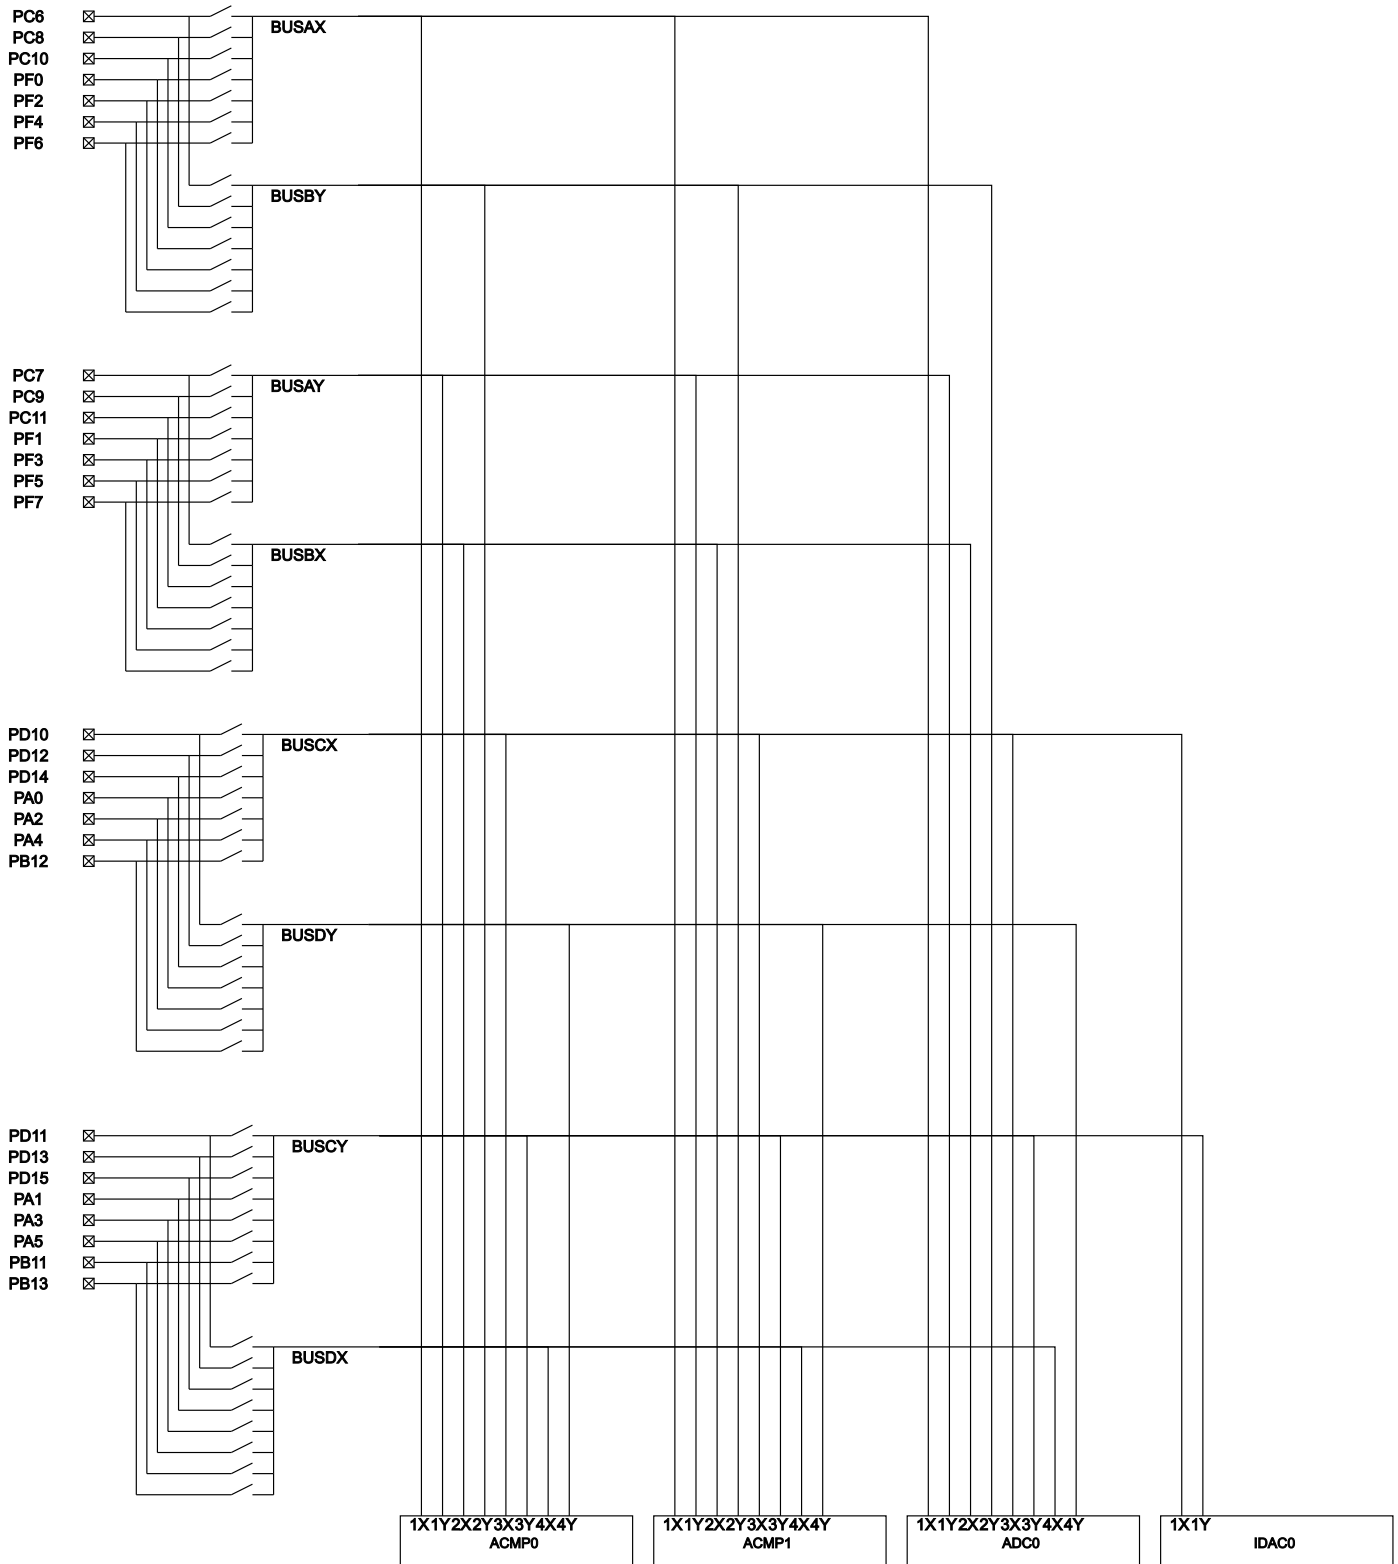 PC6
BUSAX
PC8
PC10
PF0
PF2
PF4
PF6
BUSBY
PC7
BUSAY
PC9
PC11
PF1
PF3
PF5
PF7
BUSBX
PD10
BUSCX
PD12
PD14
PA0
PA2
PA4
PB12
BUSDY
PD11
BUSCY
PD13
PD15
PA1
PA3
PA5
PB11
PB13
BUSDX
1X1Y2X2Y3X3Y4X4Y
ACMP0
1X1Y2X2Y3X3Y4X4Y
ACMP1
1X1Y2X2Y3X3Y4X4Y
ADC0
1X1Y
IDAC0